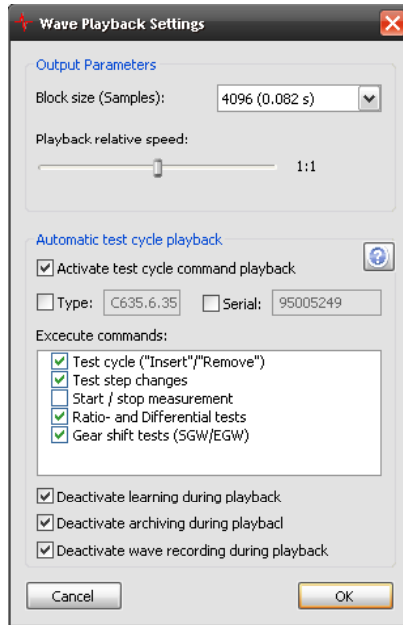 Wave Playback Settings
Output Parameters
Block size (Samples): 4096 (0.082 s)
Playback relative speed:
1:1
Automatic test cycle playback
Activate test cycle command playback
Type: C635.6.35 Serial: 95005249
Excecute commands:
Test cycle ("Insert"/"Remove")
Test step changes
Start / stop measurement
Ratio- and Differential tests
Gear shift tests (SGW/EGW)
Deactivate learning during playback
Deactivate archiving during playbacl
Deactivate wave recording during playback
Cancel OK